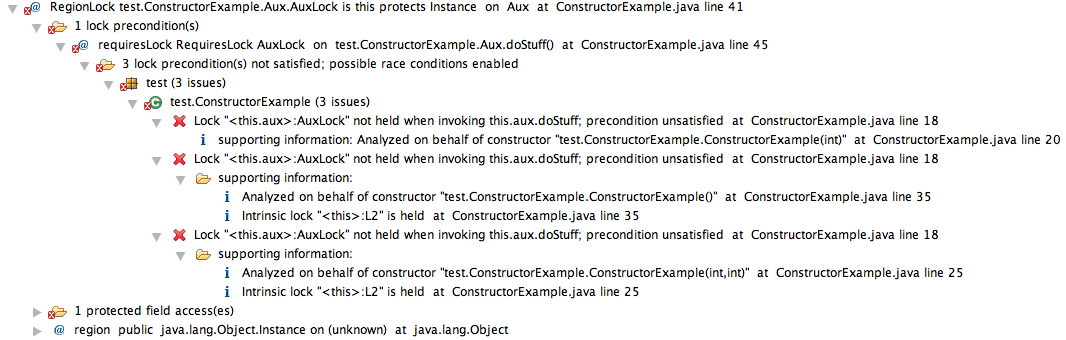 RegionLock test.ConstructorExample.Aux.AuxLock is this protects Instance on Aux at ConstructorExample.java line 41
1 lock precondition(s)
requiresLock RequiresLock AuxLock on test.ConstructorExample.Aux.doStuff() at ConstructorExample.java line 45
3 lock precondition(s) not satisfied; possible race conditions enabled
test (3 issues)
test.ConstructorExample (3 issues)
Lock "<this.aux>:AuxLock" not held when invoking this.aux.doStuff; precondition unsatisfied at ConstructorExample.java line 18
supporting information: Analyzed on behalf of constructor "test.ConstructorExample.ConstructorExample(int)" at ConstructorExample.java line 20
Lock "<this.aux>:AuxLock" not held when invoking this.aux.doStuff; precondition unsatisfied at ConstructorExample.java line 18
supporting information:
Analyzed on behalf of constructor "test.ConstructorExample.ConstructorExample()" at ConstructorExample.java line 35
Intrinsic lock "<this>:L2" is held at ConstructorExample.java line 35
Lock "<this.aux>:AuxLock" not held when invoking this.aux.doStuff; precondition unsatisfied at ConstructorExample.java line 18
supporting information:
Analyzed on behalf of constructor "test.ConstructorExample.ConstructorExample(int,int)" at ConstructorExample.java line 25
Intrinsic lock "<this>:L2" is held at ConstructorExample.java line 25
1 protected field access(es)
region public java.lang.Object.Instance on (unknown) at java.lang.Object